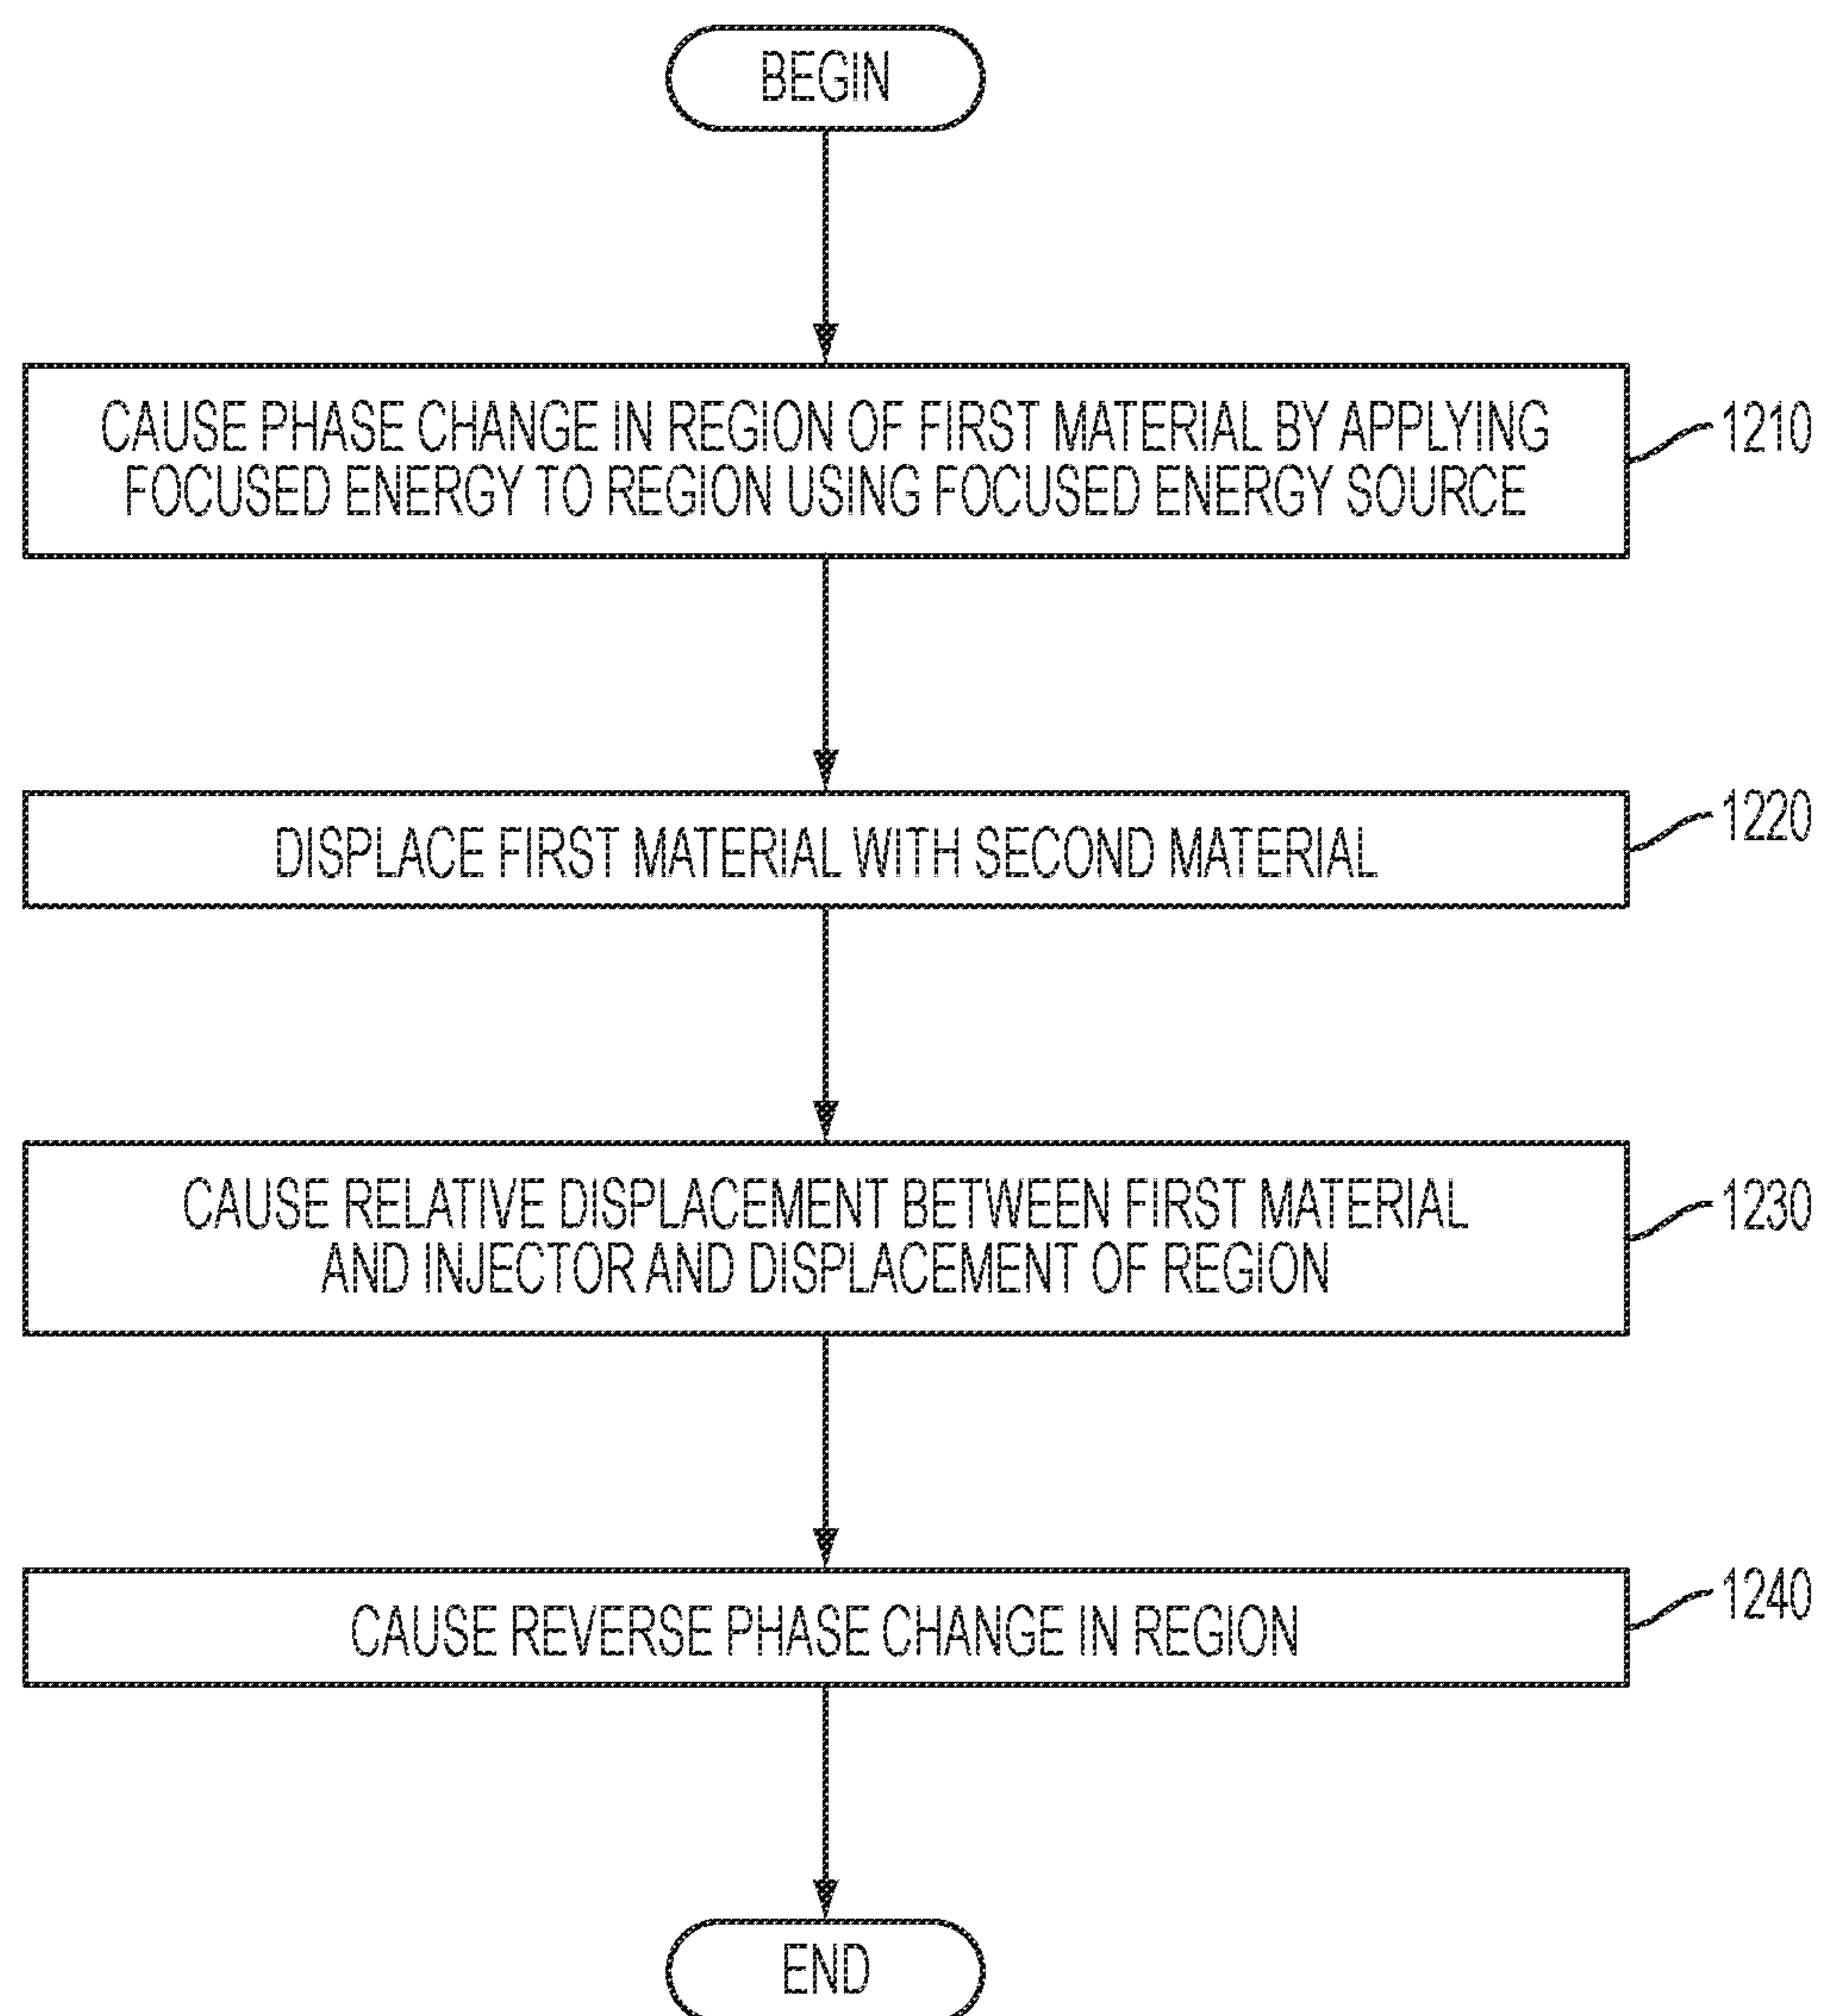 BEGIN
CAUSE PHASE CHANGE IN REGION OF FIRST MATERIAL BY APPLYING
FOCUSED ENERGY TO REGION USING FOCUSED ENERGY SOURCE
1210
DISPLACE FIRST MATERIAL WITH SECOND MATERIAL
1220
CAUSE RELATIVE DISPLACEMENT BETWEEN FIRST MATERIAL
AND INJECTOR AND DISPLACEMENT OF REGION
1230
CAUSE REVERSE PHASE CHANGE IN REGION
1240
END